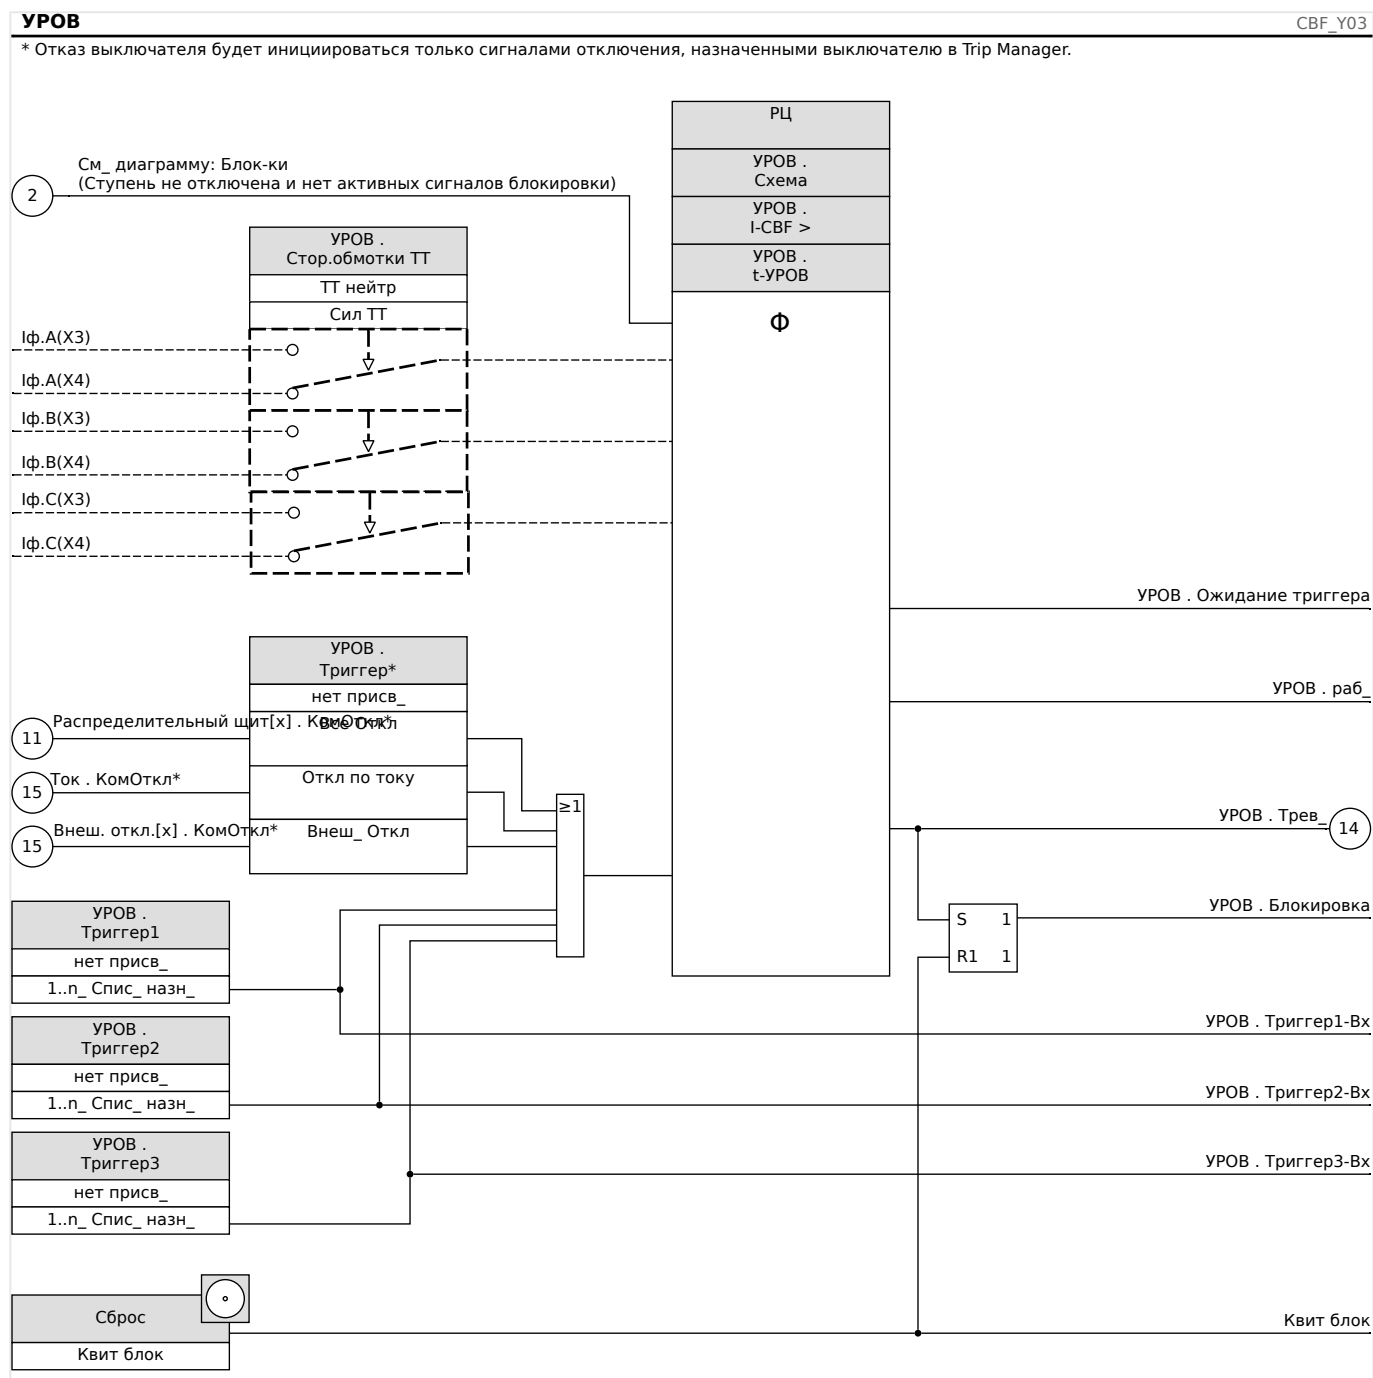 УРОВ
CBF_Y03
* Отказ выключателя будет инициироваться только сигналами отключения, назначенными выключателю в Trip Manager.
РЦ
УРОВ .
Схема
УРОВ .
I-CBF >
УРОВ .
t-УРОВ
Ф
См_ диаграмму: Блок-ки
(Ступень не отключена и нет активных сигналов блокировки)
2
УРОВ .
Стор.обмотки ТТ
ТТ нейтр
Сил ТТ
Iф.A(X3)
Iф.A(X4)
Iф.B(X3)
Iф.B(X4)
Iф.C(X3)
Iф.C(X4)
УРОВ . Ожидание триггера
УРОВ .
Триггер*
нет присв_
УРОВ . раб_
Распределительный щит[x] . КомОткл*
Все Откл
11
Ток . КомОткл*
Откл по току
15
Внеш. откл.[x] . КомОткл*
Внеш_ Откл
15
≥1
УРОВ . Трев_
14
УРОВ .
Триггер1
нет присв_
1..n_ Спис_ назн_
УРОВ . Блокировка
S 1
R1 1
УРОВ . Триггер1-Вх
УРОВ .
Триггер2
нет присв_
1..n_ Спис_ назн_
УРОВ . Триггер2-Вх
УРОВ .
Триггер3
нет присв_
1..n_ Спис_ назн_
УРОВ . Триггер3-Вх
Сброс
Квит блок
Квит блок